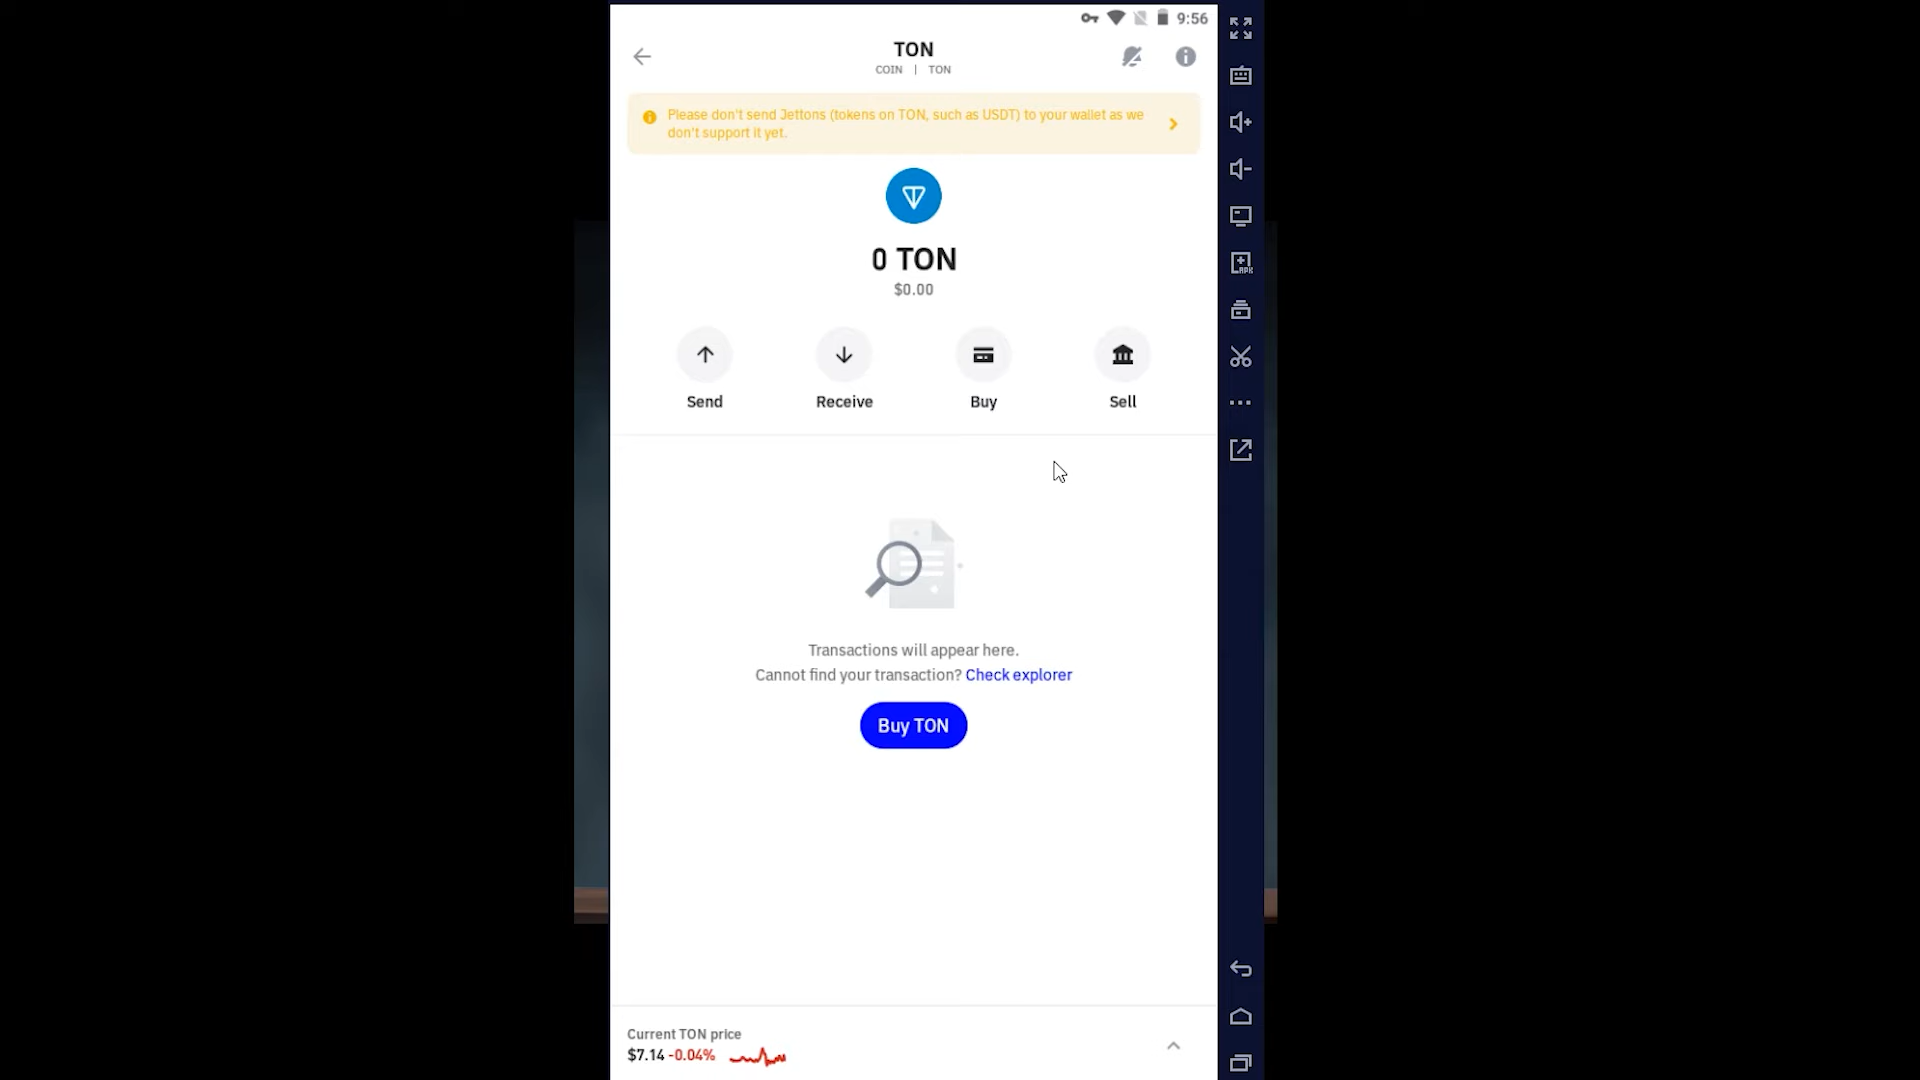 9:56
TON
COIN | TON
Please don't send Jettons (tokens on TON, such as USDT) to your wallet as we
don't support it yet.
0 TON
$0.00
Send
Receive
Buy
Sell
Transactions will appear here.
Cannot find your transaction? Check explorer
Buy TON
Current TON price
$7.14 -0.04%
APK